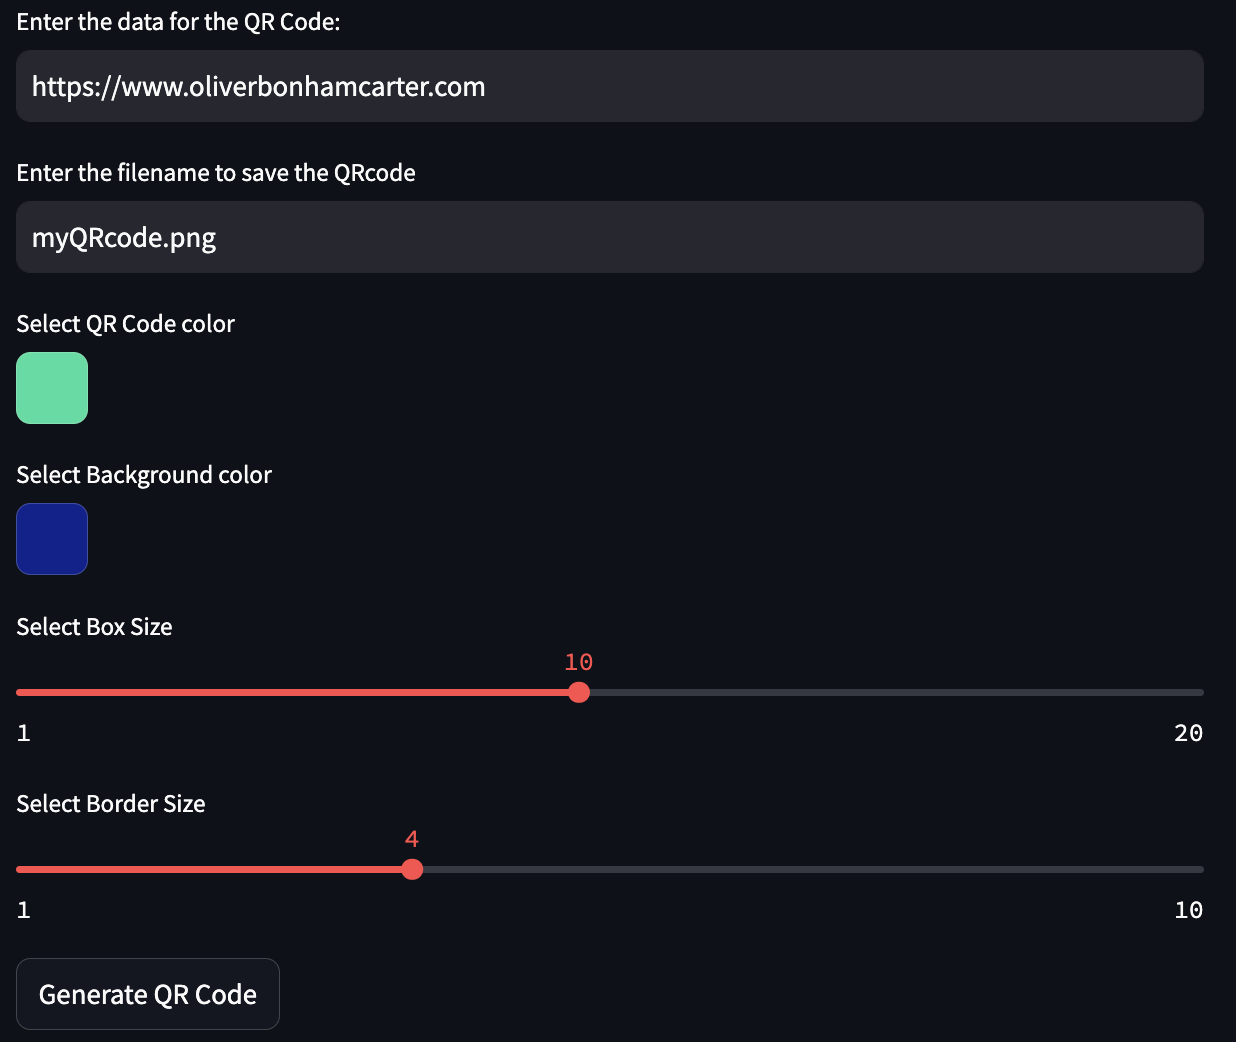 Enter the data for the QR Code:
https://www.oliverbonhamcarter.com
Enter the filename to save the QRcode
myQRcode.png
Select QR Code color
Select Background color
Select Box Size
10
1 20
Select Border Size
4
1 10
Generate QR Code